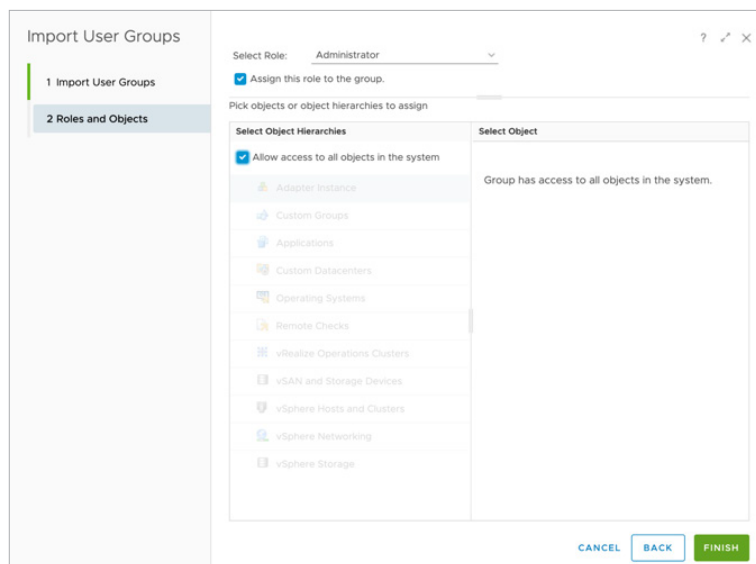 Import User Groups
1 Import User Groups
2 Roles and Objects
?
Select Role: Administrator
Assign this role to the group.
Pick objects or object hierarchies to assign
Select Object Hierarchies
Allow access to all objects in the system
Adapter Instance
Custom Groups
Applications
Custom Datacenters
Operating Systems
Remote Checks
vRealize Operations Clusters
vSAN and Storage Devices
vSphere Hosts and Clusters
vSphere Networking
vSphere Storage
Select Object
Group has access to all objects in the system.
CANCEL BACK FINISH